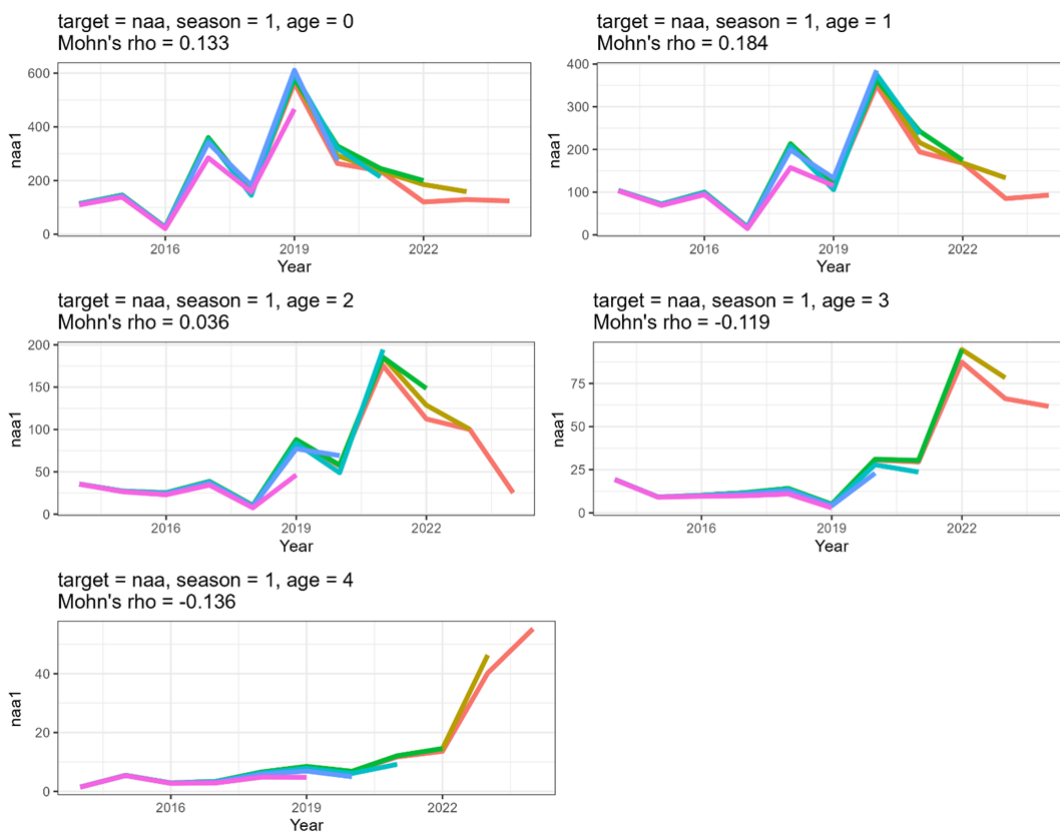 target = naa, season = 1, age = 0
Mohn's rho = 0.133
600
400
200
0
naa1
2016
2019
2022
Year
target = naa, season = 1, age = 1
Mohn's rho = 0.184
400
300
200
100
0
naa1
2016
2019
2022
Year
target = naa, season = 1, age = 2
Mohn's rho = 0.036
200
150
100
50
0
naa1
2016
2019
2022
Year
target = naa, season = 1, age = 3
Mohn's rho = -0.119
75
50
25
0
naa1
2016
2019
2022
Year
target = naa, season = 1, age = 4
Mohn's rho = -0.136
40
20
0
naa1
2016
2019
2022
Year